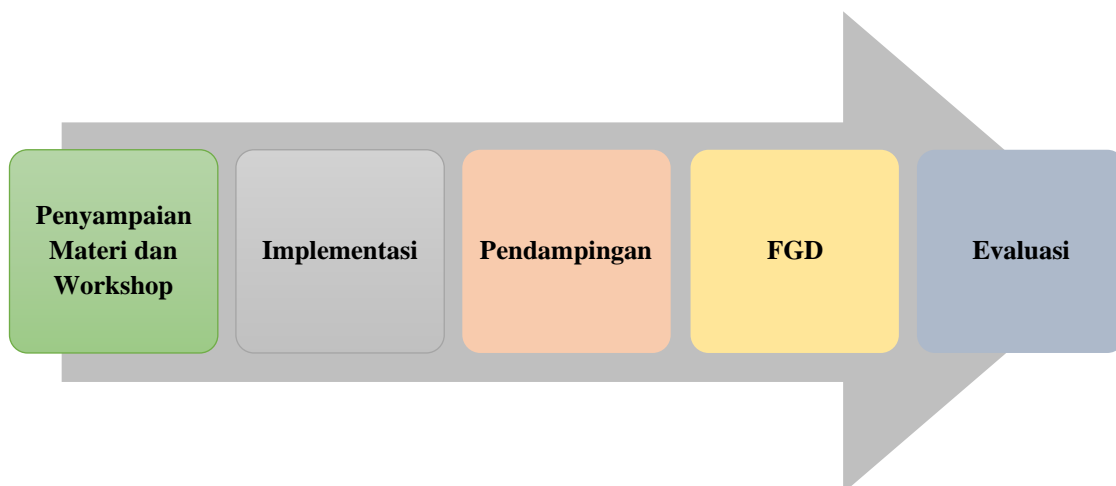 Penyampaian
Materi dan
Workshop
Implementasi
Pendampingan
FGD
Evaluasi